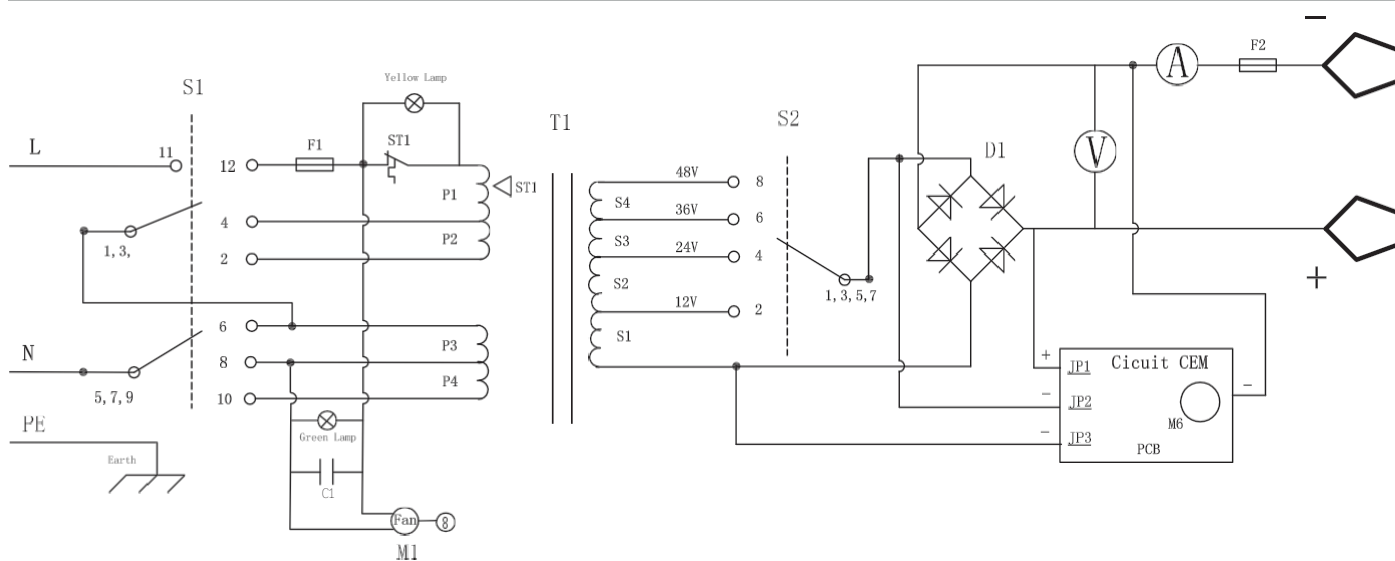 −
F2
A
Yellow Lamp
S1
S2
T1
F1
ST1
D1
V
L
11
12
P1
ST1
48V
8
S4
36V
6
4
P2
S3
1, 3,
2
24V
4
S2
1, 3, 5, 7
+
12V
2
6
P3
S1
N
8
+
JP1
Cicuit CEM
P4
−
5, 7, 9
10
−
JP2
M6
PE
Green Lamp
−
JP3
PCB
Earth
C1
Fan
8
M1